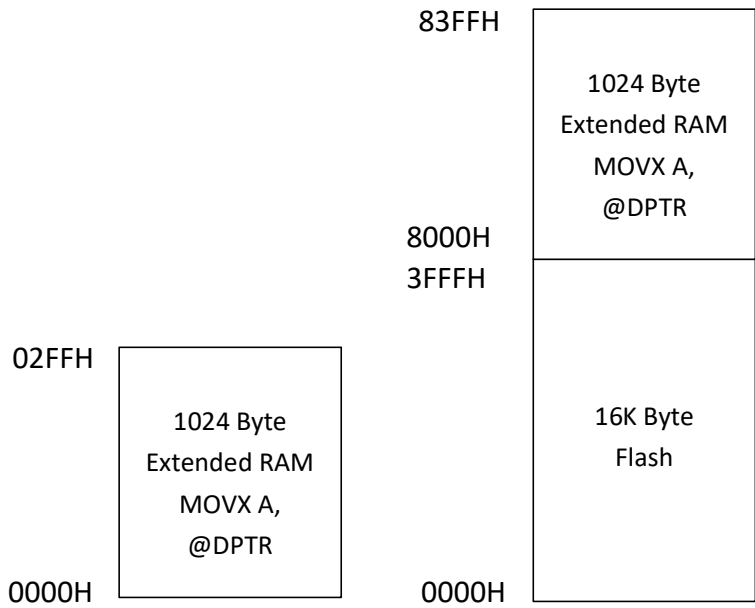 83FFH
1024 Byte
Extended RAM
MOVX A,
@DPTR
8000H
3FFFH
02FFH
1024 Byte
Extended RAM
MOVX A,
@DPTR
16K Byte
Flash
0000H
0000H